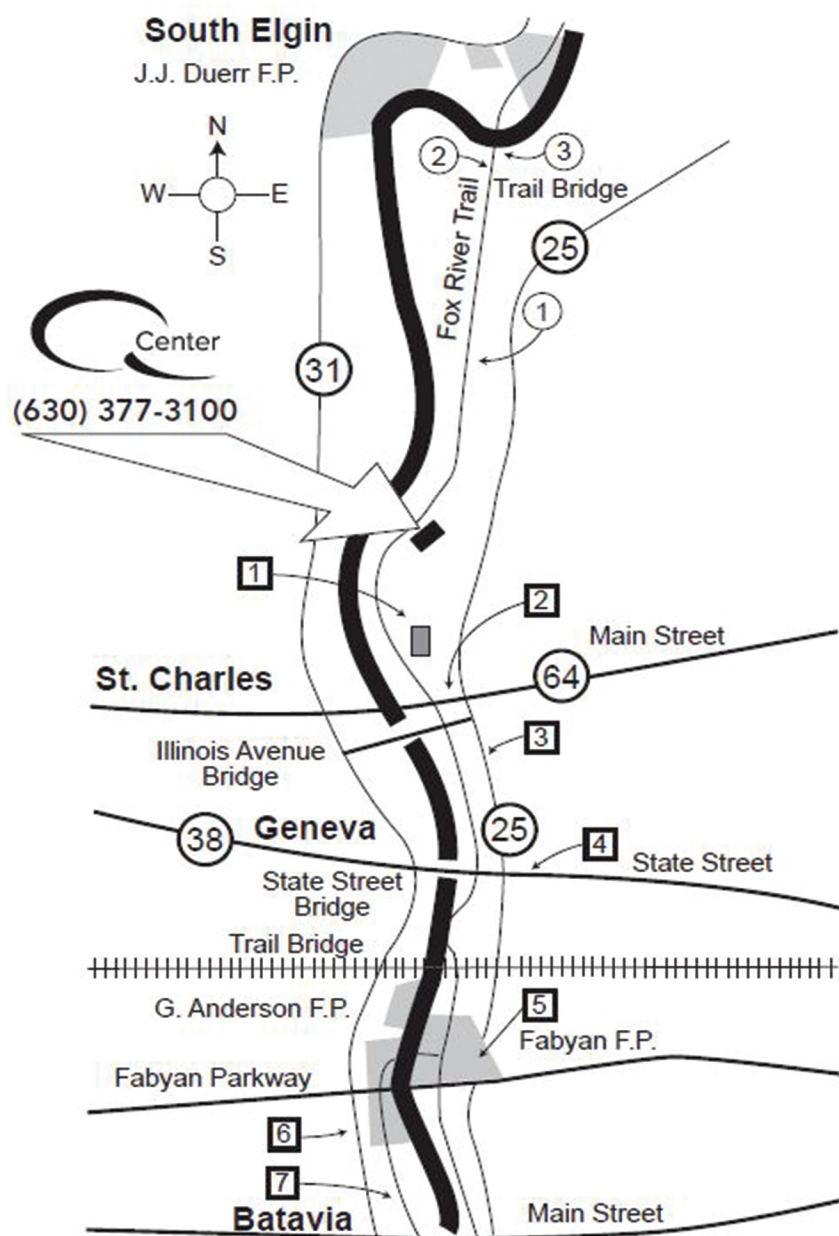 South Elgin
J.J. Duerr F.P.
N
W
E
S
2
3
Trail Bridge
Fox River Trail
25
1
Center
31
(630) 377-3100
1
2
Main Street
64
St. Charles
3
Illinois Avenue
Bridge
25
Geneva
38
4
State Street
State Street
Bridge
Trail Bridge
G. Anderson F.P.
5
Fabyan F.P.
Fabyan Parkway
6
7
Batavia
Main Street